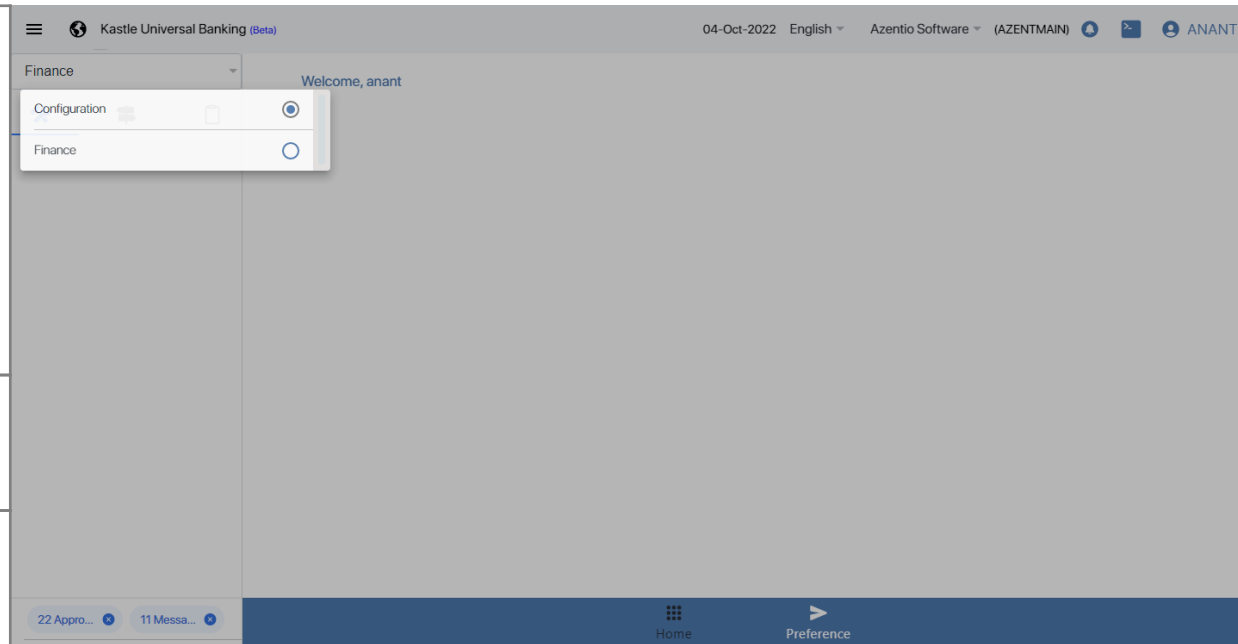 Kastle Universal Banking (Beta)
04-Oct-2022 English Azentio Software (AZENTMAIN) ANANT
Finance
Welcome, anant
Configuration
Finance
22 Appro... 11 Messa...
Home Preference